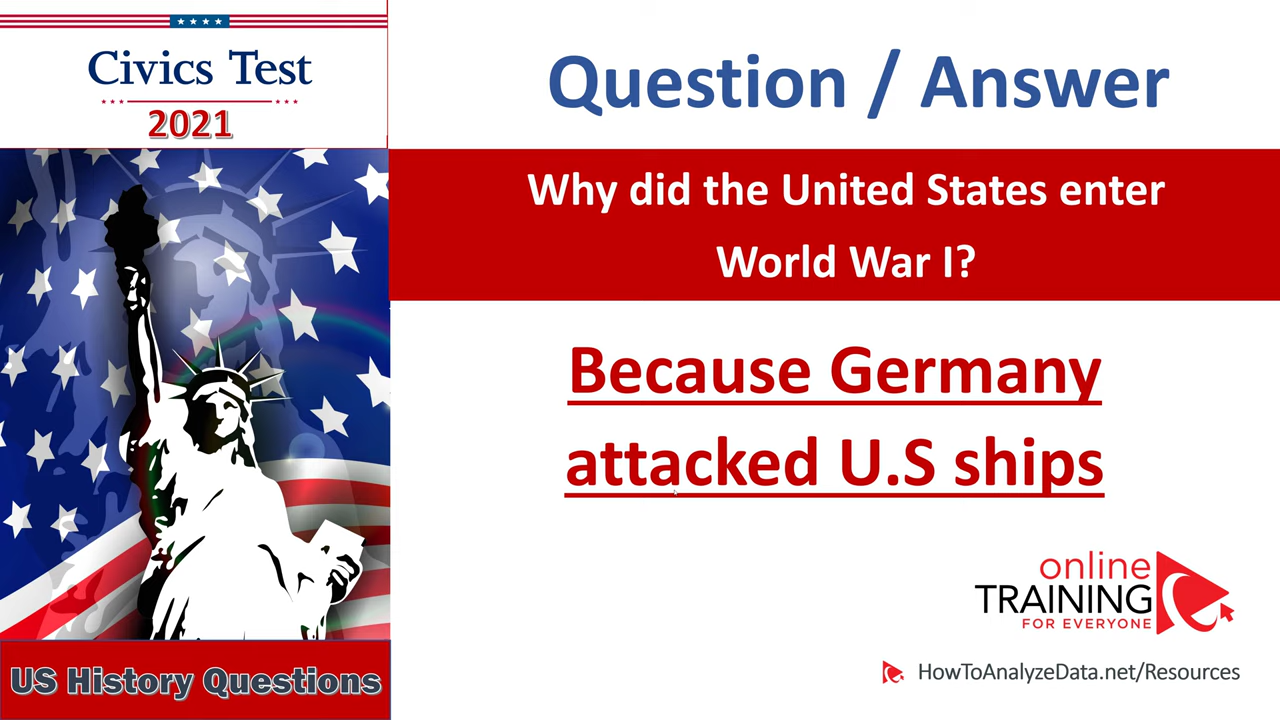 Civics Test
2021
Question / Answer
Why did the United States enter
World War I?
Because Germany
attacked U.S ships
online
TRAINING
FOR EVERYONE
HowToAnalyzeData.net/Resources
US History Questions